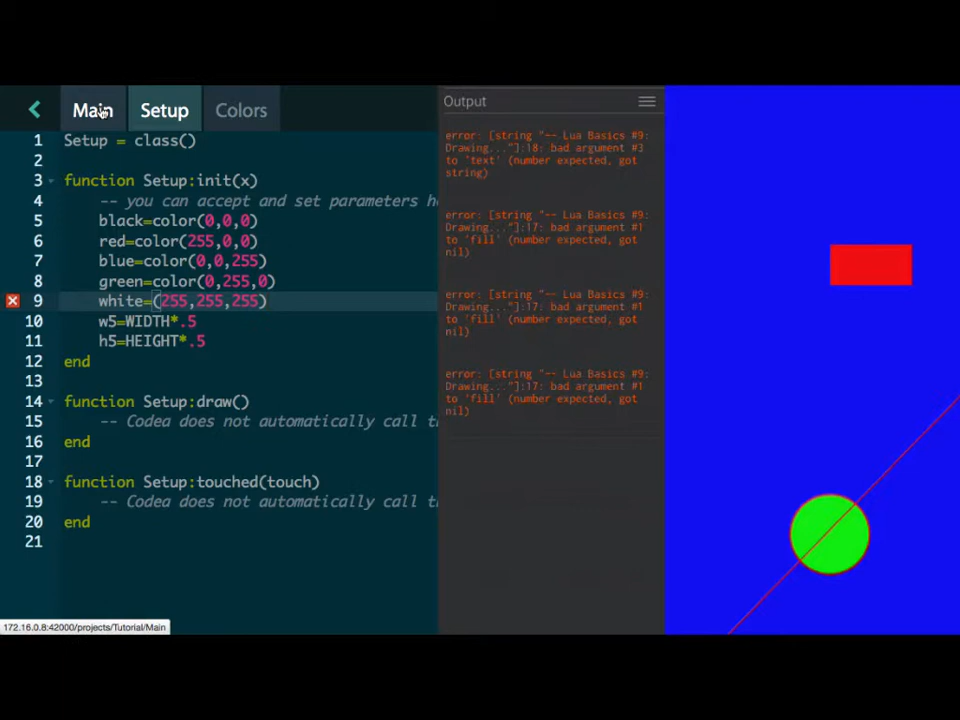 Main Setup Colors
1 Setup = class()
2
3 function Setup:init(x)
4 -- you can accept and set parameters h
5 black=color(0,0,0)
6 red=color(255,0,0)
7 blue=color(0,0,255)
8 green=color(0,255,0)
9 white=(255,255,255)
10 w5=WIDTH*.5
11 h5=HEIGHT*.5
12 end
13
14 function Setup:draw()
15 -- Codea does not automatically call t
16 end
17
18 function Setup:touched(touch)
19 -- Codea does not automatically call t
20 end
21
172.16.0.8:42000/projects/Tutorial/Main
Output
error: [string "-- Lua Basics #9:
Drawing..."]:18: bad argument #3
to 'text' (number expected, got
string)
error: [string "-- Lua Basics #9:
Drawing..."]:17: bad argument #1
to 'fill' (number expected, got
nil)
error: [string "-- Lua Basics #9:
Drawing..."]:17: bad argument #1
to 'fill' (number expected, got
nil)
error: [string "-- Lua Basics #9:
Drawing..."]:17: bad argument #1
to 'fill' (number expected, got
nil)